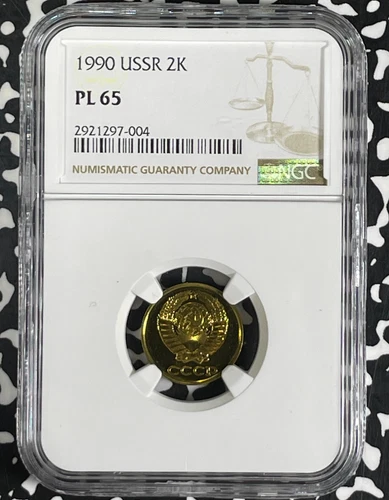 1990 USSR 2K
PL 65
2921297-004
NUMISMATIC GUARANTY COMPANY
NGC
СССР